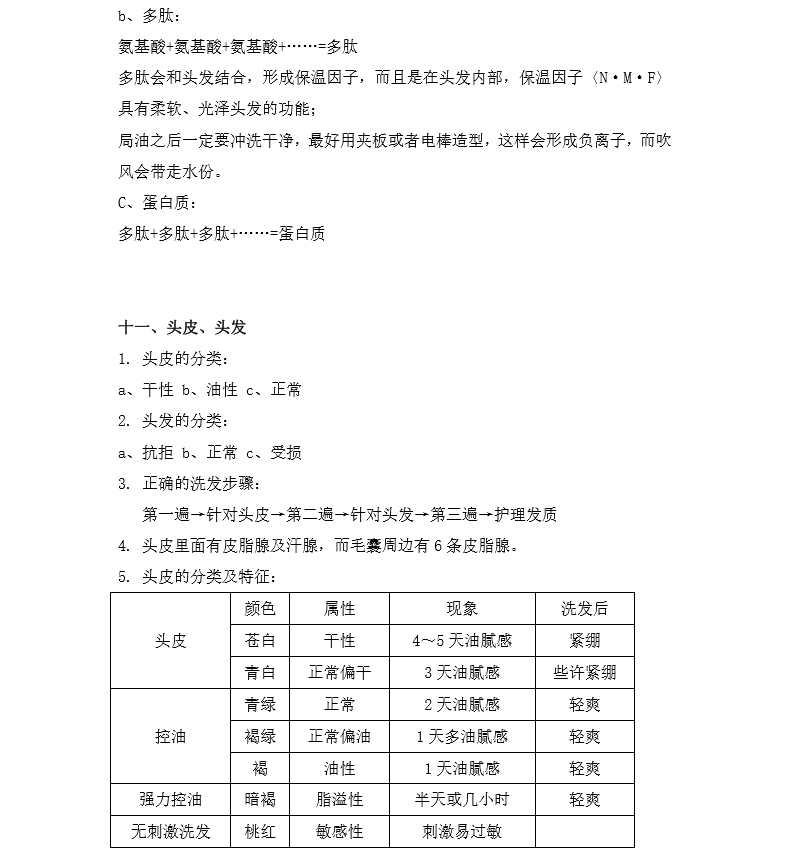 b、多肽：
氨基酸+氨基酸+氨基酸+……=多肽
多肽会和头发结合，形成保温因子，而且是在头发内部，保温因子〈N·M·F〉
具有柔软、光泽头发的功能；
局油之后一定要冲洗干净，最好用夹板或者电棒造型，这样会形成负离子，而吹
风会带走水份。
C、蛋白质：
多肽+多肽+多肽+……=蛋白质
十一、头皮、头发
1. 头皮的分类：
a、干性 b、油性 c、正常
2. 头发的分类：
a、抗拒 b、正常 c、受损
3. 正确的洗发步骤：
第一遍→针对头皮→第二遍→针对头发→第三遍→护理发质
4. 头皮里面有皮脂腺及汗腺，而毛囊周边有6条皮脂腺。
5. 头皮的分类及特征：
头皮 颜色 属性 现象 洗发后
苍白 干性 4～5天油腻感 紧绷
青白 正常偏干 3天油腻感 些许紧绷
控油 青绿 正常 2天油腻感 轻爽
褐绿 正常偏油 1天多油腻感 轻爽
褐 油性 1天油腻感 轻爽
强力控油 暗褐 脂溢性 半天或几小时 轻爽
无刺激洗发 桃红 敏感性 刺激易过敏